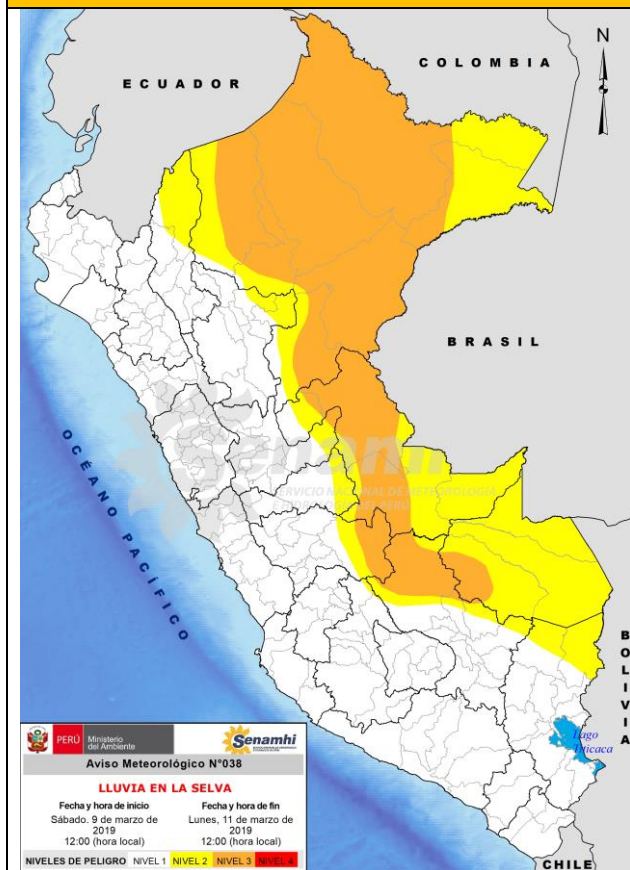 N
COLOMBIA
ECUADOR
BRASIL
Senamhi
SERVICIO NACIONAL DE METEOROLOGÍA
OCÉANO PACÍFICO
BOLIVIA
Lago
Titicaca
CHILE
PERÚ
Ministerio
del Ambiente
Senamhi
Aviso Meteorológico N°038
LLUVIA EN LA SELVA
Fecha y hora de inicio Fecha y hora de fin
Sábado. 9 de marzo de Lunes, 11 de marzo de
2019 2019
12:00 (hora local) 12:00 (hora local)
NIVELES DE PELIGRO NIVEL 1 NIVEL 2 NIVEL 3 NIVEL 4